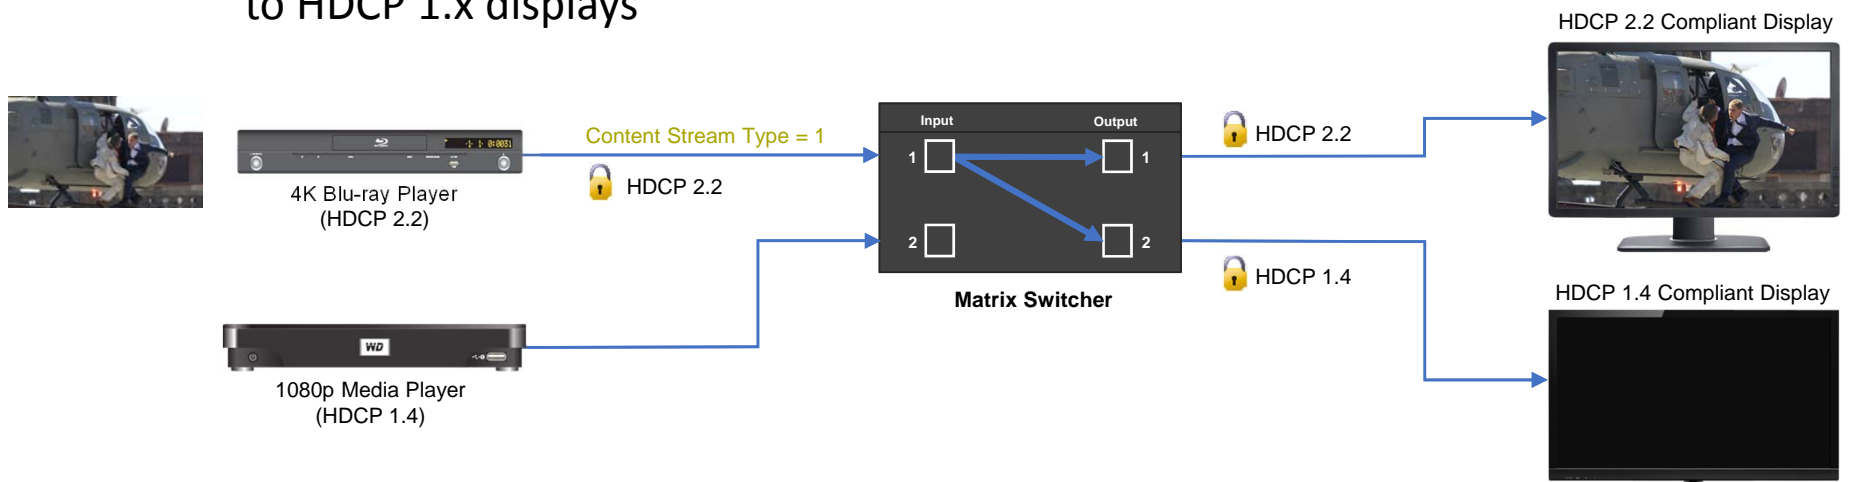 to HDCP 1.x displays
HDCP 2.2 Compliant Display
Content Stream Type = 1
HDCP 2.2
4K Blu-ray Player
(HDCP 2.2)
Input
Output
1
1
2
2
Matrix Switcher
HDCP 2.2
HDCP 1.4
HDCP 1.4 Compliant Display
WD
1080p Media Player
(HDCP 1.4)